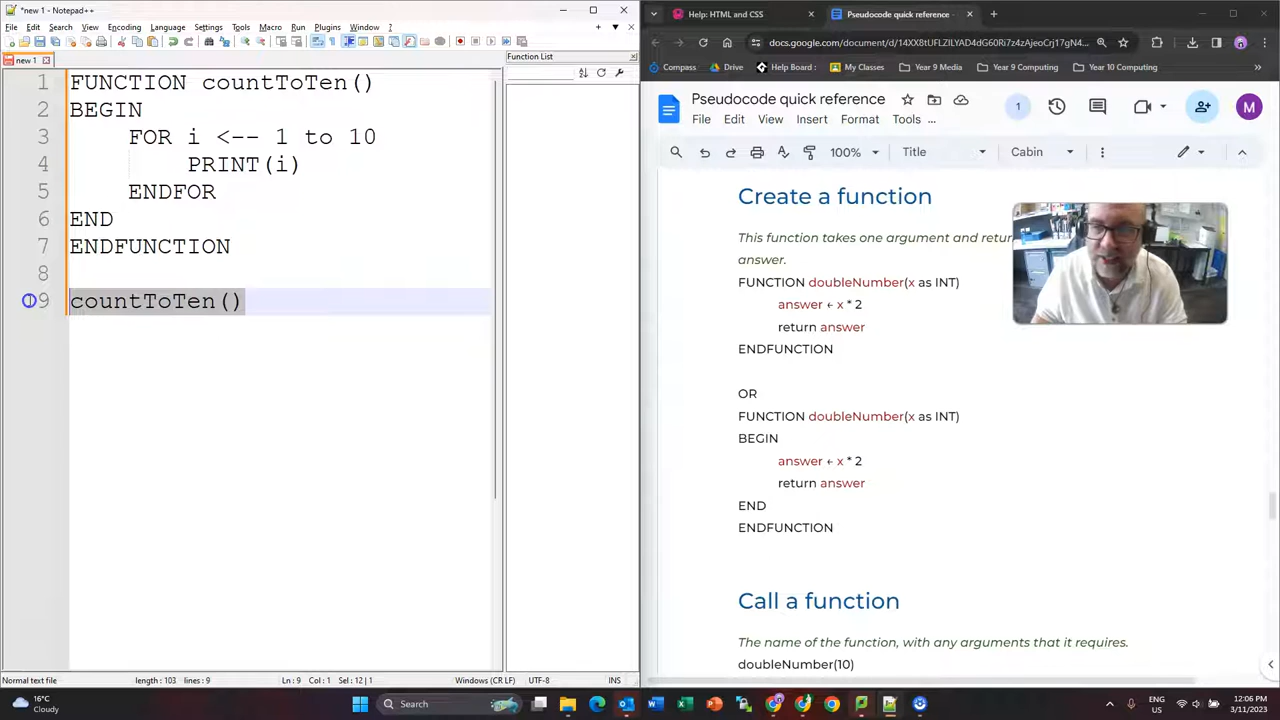 *new 1 - Notepad++
File Edit Search View Encoding Language Settings Tools Macro Run Plugins Window ?
new 1
Function List
1 FUNCTION countToTen()
2 BEGIN
3 FOR i <-- 1 to 10
4 PRINT(i)
5 ENDFOR
6 END
7 ENDFUNCTION
8
9 countToTen()
Normal text file length : 103 lines : 9 Ln : 9 Col : 1 Sel : 12 | 1 Windows (CR LF) UTF-8 INS
Help: HTML and CSS
Pseudocode quick reference -
docs.google.com/document/d/14XX8tUFLZILYAD4dG60Ri7z4zAjeoCrj17gN4...
Compass Drive Help Board : My Classes Year 9 Media Year 9 Computing Year 10 Computing
Pseudocode quick reference
File Edit View Insert Format Tools ...
1
M
100% Title Cabin
Create a function
This function takes one argument and retur
answer.
FUNCTION doubleNumber(x as INT)
answer ← x * 2
return answer
ENDFUNCTION
OR
FUNCTION doubleNumber(x as INT)
BEGIN
answer ← x * 2
return answer
END
ENDFUNCTION
Call a function
The name of the function, with any arguments that it requires.
doubleNumber(10)
16°C
Cloudy
Search
ENG
US
12:06 PM
3/11/2023